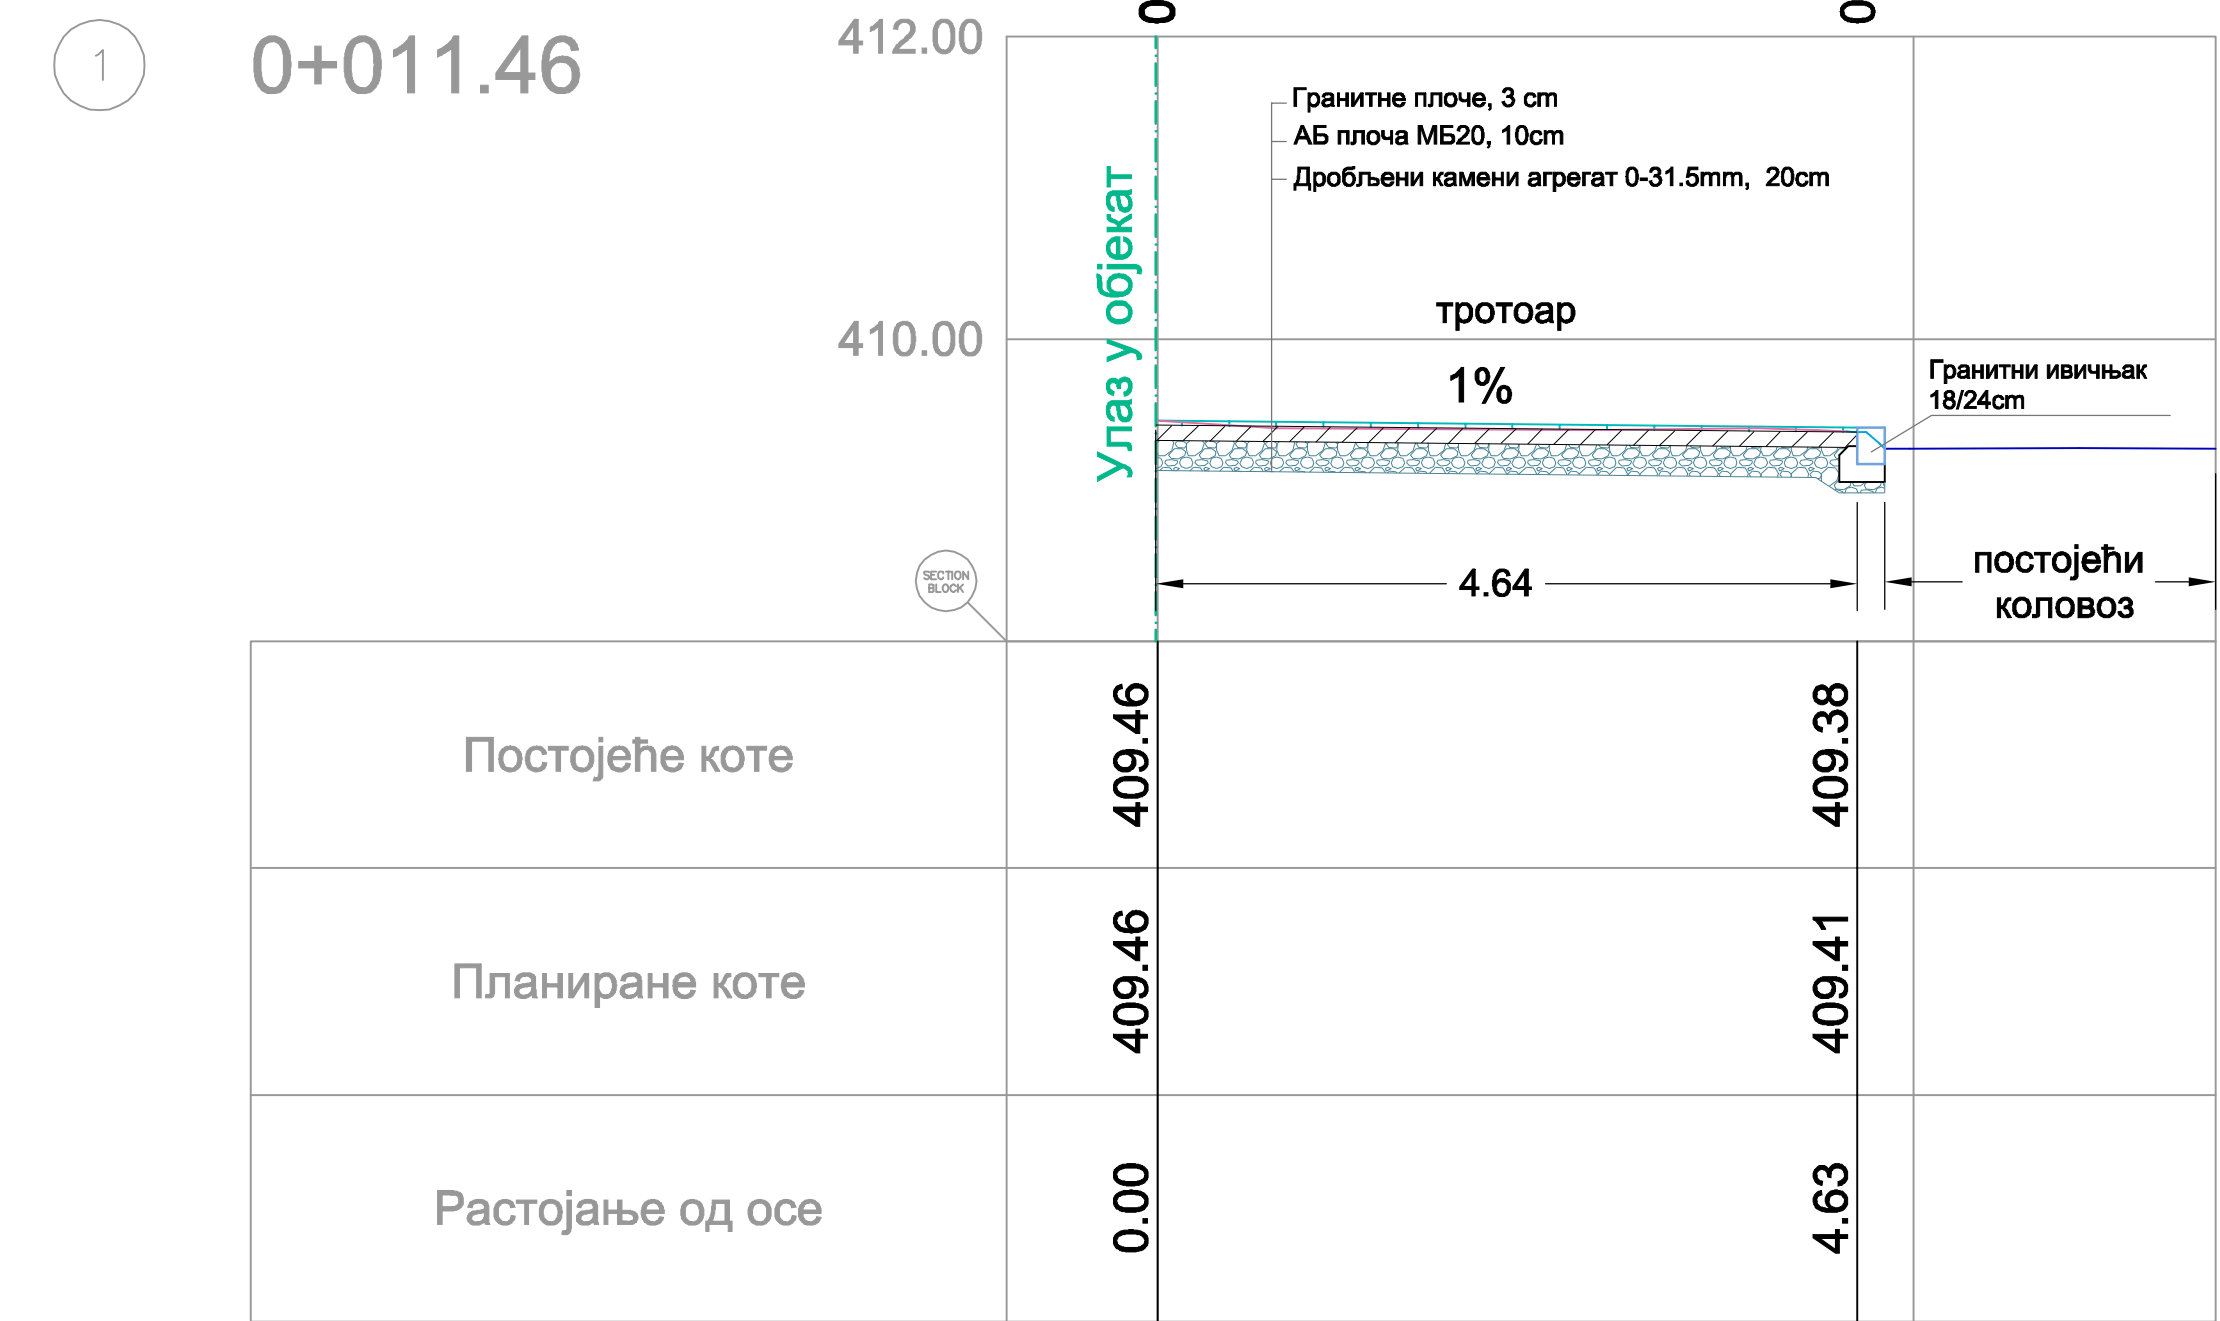 0
0
1
0+011.46
412.00
Гранитне плоче, 3 cm
АБ плоча МБ20, 10cm
Дробљени камени агрегат 0-31.5mm, 20cm
Улаз у објекат
тротоар
410.00
1%
Гранитни ивичњак
18/24cm
SECTION
BLOCK
4.64
постојећи
коловоз
Постојеће коте
409.46
409.38
Планиране коте
409.46
409.41
Растојање од осе
0.00
4.63